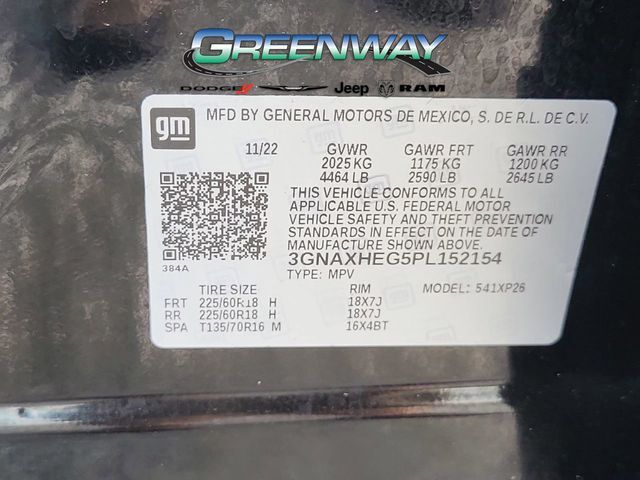 GREENWAY
DODGE Jeep RAM
gm
MFD BY GENERAL MOTORS DE MEXICO, S. DE R.L. DE C.V.
11/22 GVWR GAWR FRT GAWR RR
2025 KG 1175 KG 1200 KG
4464 LB 2590 LB 2645 LB
THIS VEHICLE CONFORMS TO ALL
APPLICABLE U.S. FEDERAL MOTOR
VEHICLE SAFETY AND THEFT PREVENTION
STANDARDS IN EFFECT ON THE DATE
OF MANUFACTURE SHOWN ABOVE.
3GNAXHEG5PL152154
384A
TYPE: MPV
TIRE SIZE RIM MODEL: 541XP26
FRT 225/60R18 H 18X7J
RR 225/60R18 H 18X7J
SPA T135/70R16 M 16X4BT